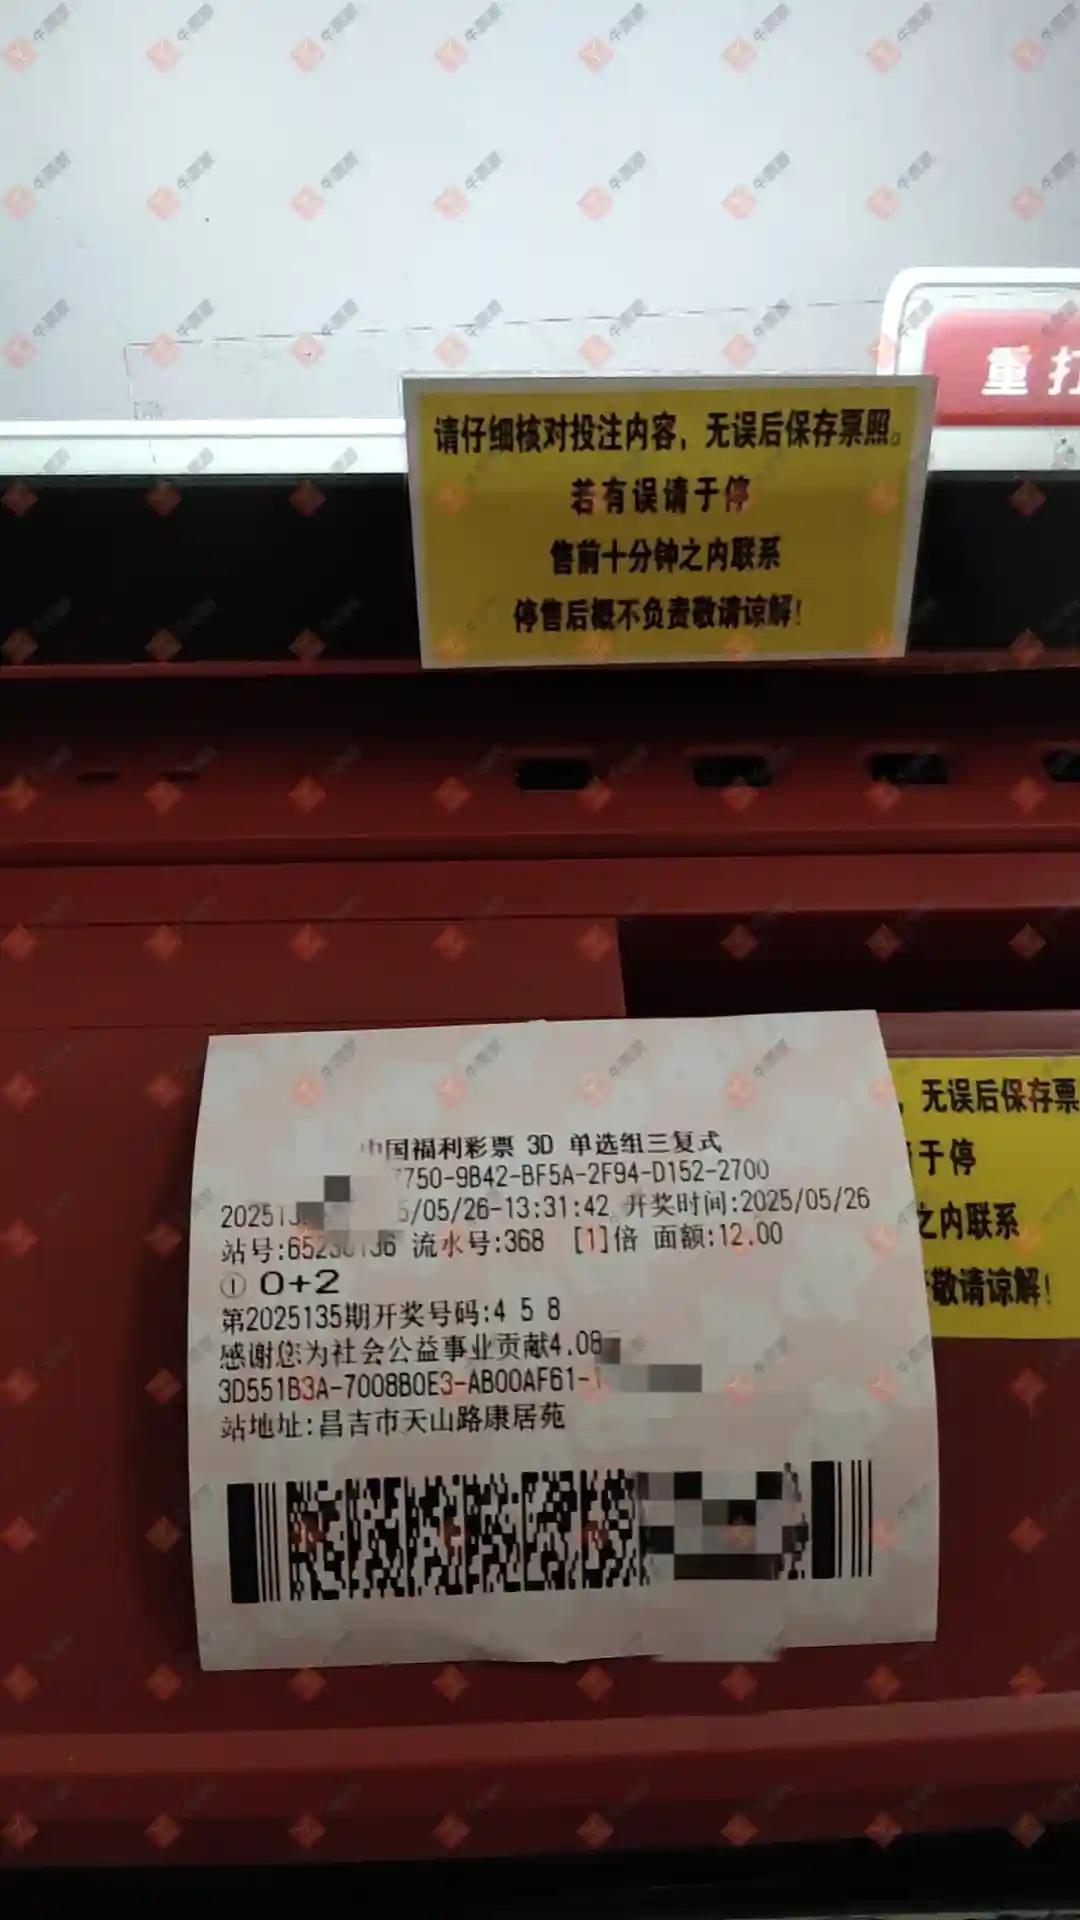 重打
请仔细核对投注内容，无误后保存票照。
若有误请于停
售前十分钟之内联系
停售后概不负责敬请谅解！
中国福利彩票 3D 单选组三复式
7750-9B42-BF5A-2F94-D152-2700
202513 5/05/26-13:31:42 开奖时间:2025/05/26
站号:65230136 流水号:368 [1]倍 面额:12.00
① 0+2
第2025135期开奖号码:4 5 8
感谢您为社会公益事业贡献4.08
3D551B3A-7008B0E3-AB00AF61-1
站地址:昌吉市天山路康居苑
，无误后保存票
于停
之内联系
敬请谅解！